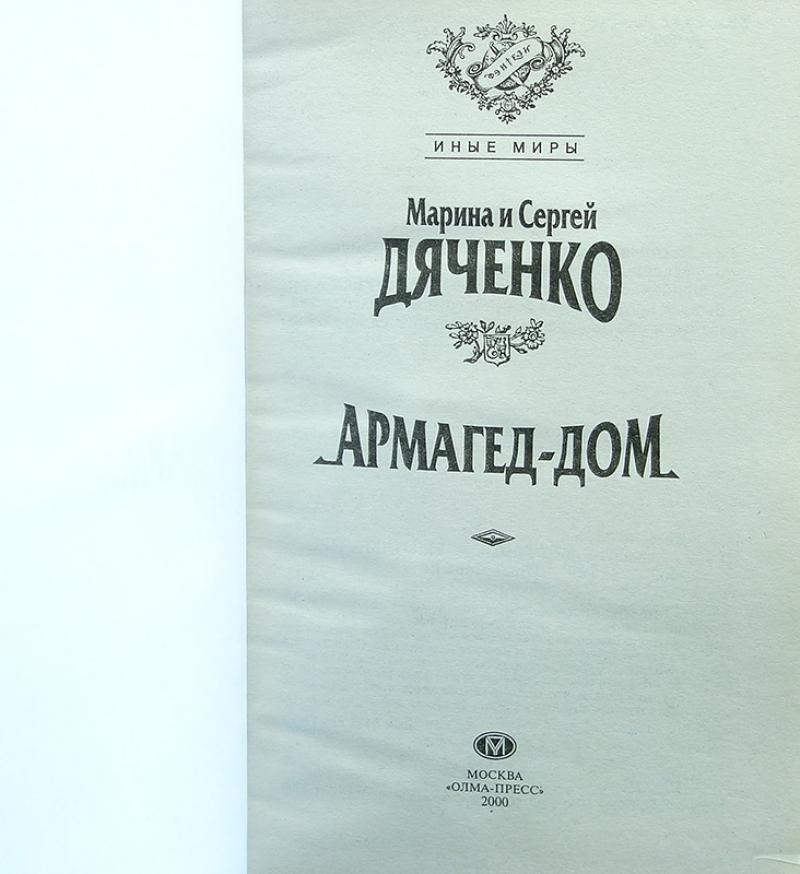 Фэнтези
ИНЫЕ МИРЫ
Марина и Сергей
ДЯЧЕНКО
АРМАГЕД-ДОМ
МОСКВА
«ОЛМА-ПРЕСС»
2000